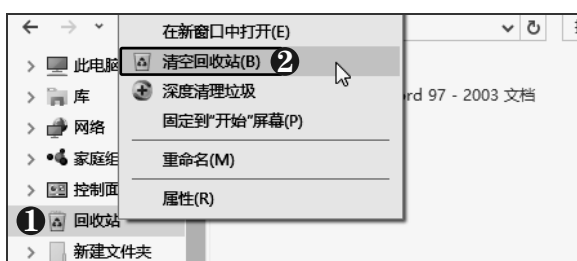 在新窗口中打开(E)
此电脑
❷ 清空回收站(B)
库
深度清理垃圾
rd 97 - 2003 文档
网络
固定到"开始"屏幕(P)
家庭组
重命名(M)
控制面
属性(R)
❶ 回收站
新建文件夹